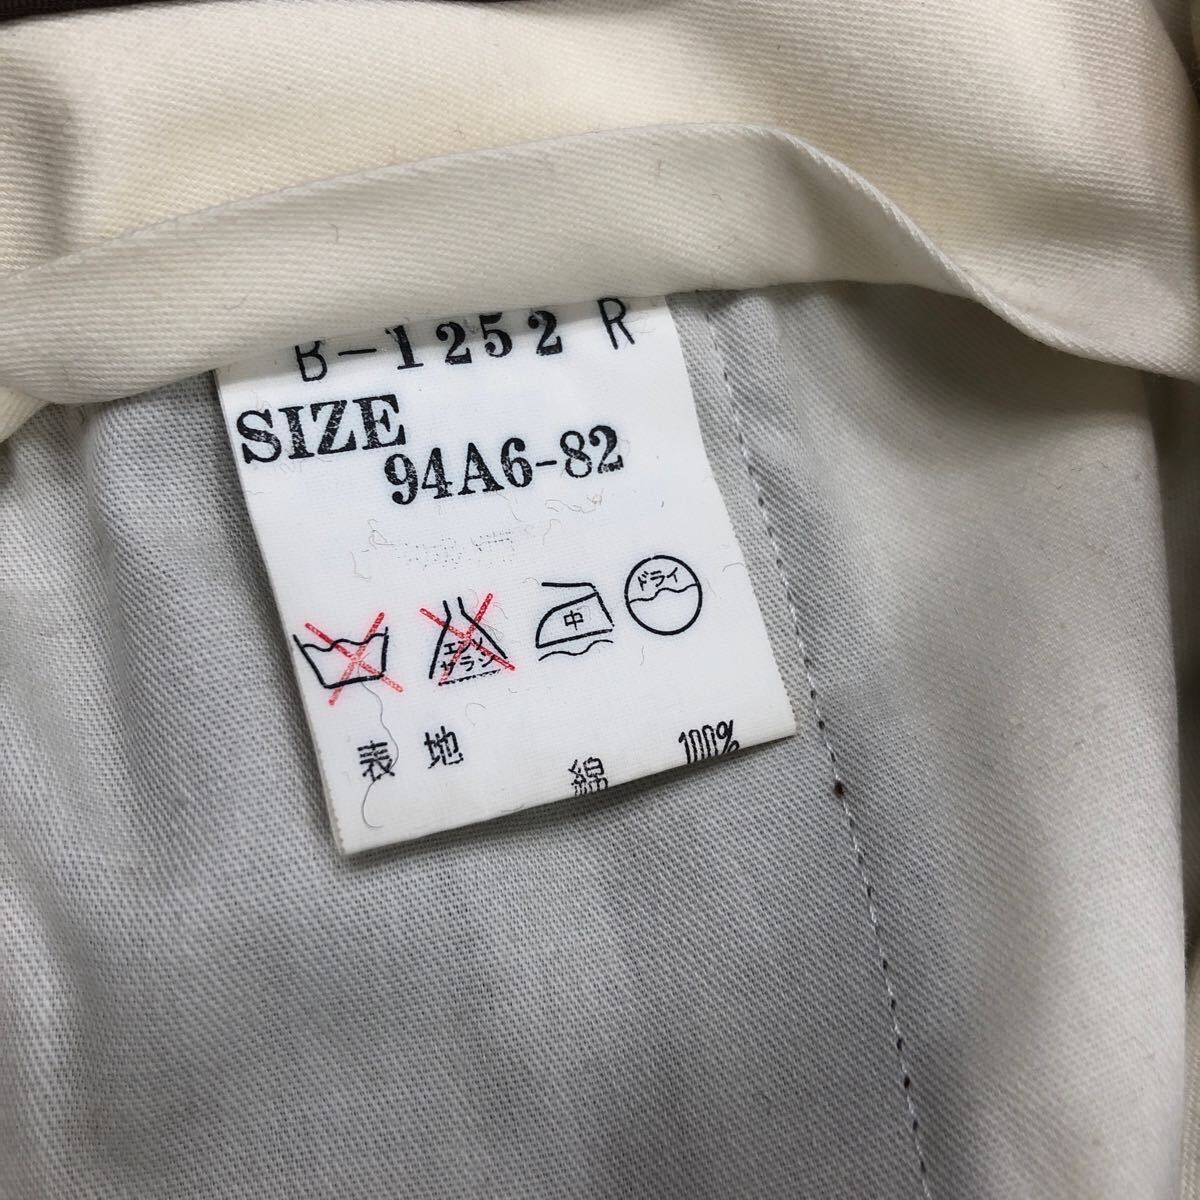 B-1252 R
SIZE
94A6-82
エンソ
サラシ
中
ドライ
表地 綿 100%